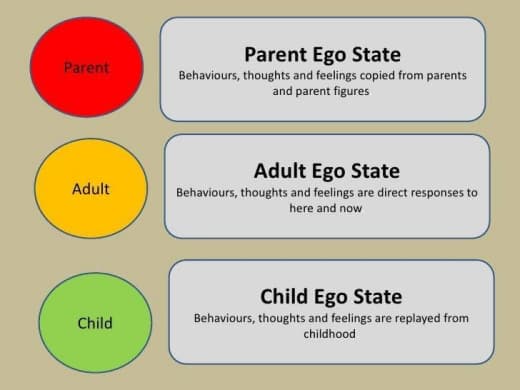 Parent
Parent Ego State
Behaviours, thoughts and feelings copied from parents
and parent figures
Adult
Adult Ego State
Behaviours, thoughts and feelings are direct responses to
here and now
Child
Child Ego State
Behaviours, thoughts and feelings are replayed from
childhood